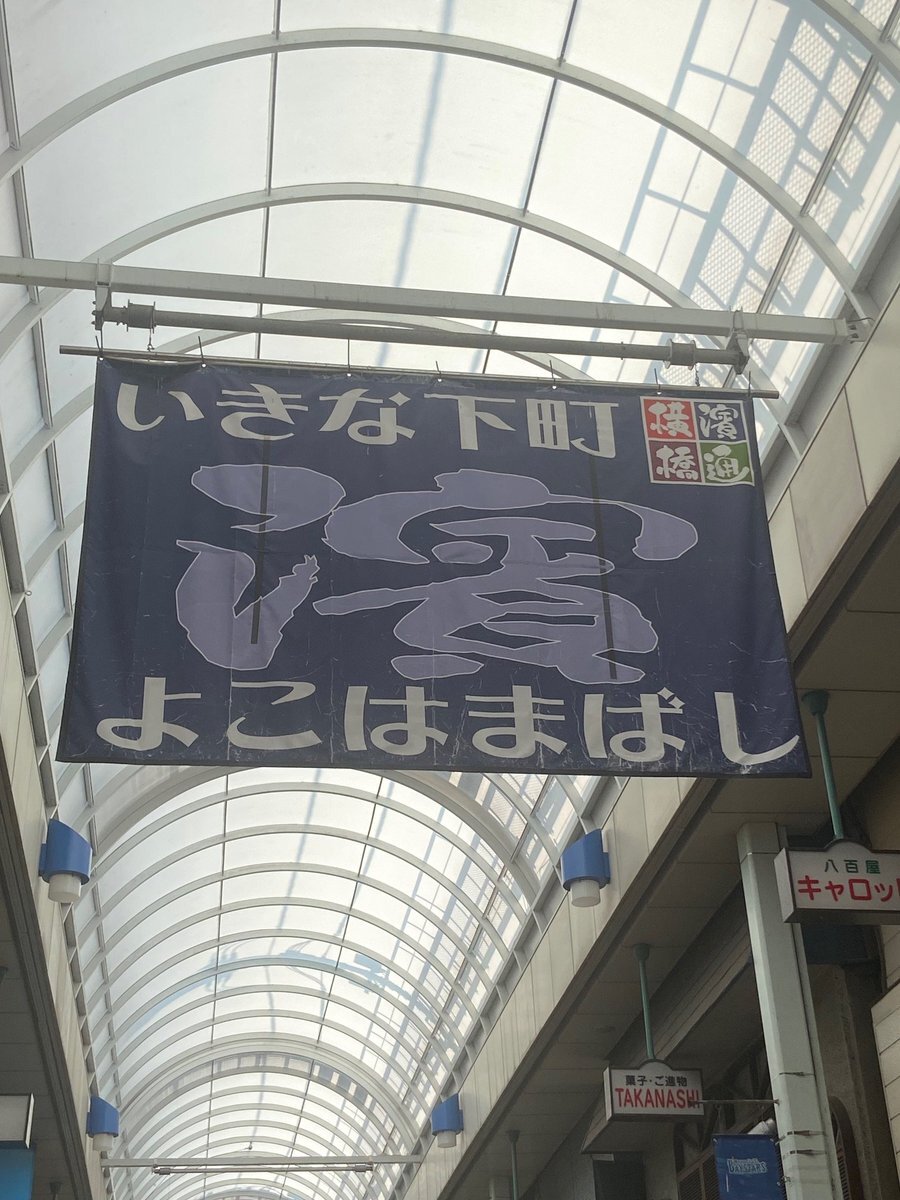 いきな下町
横濱
橋通
濱
よこはまばし
八百屋
キャロッ
菓子・ご進物
TAKANASHI
BAYSTARS